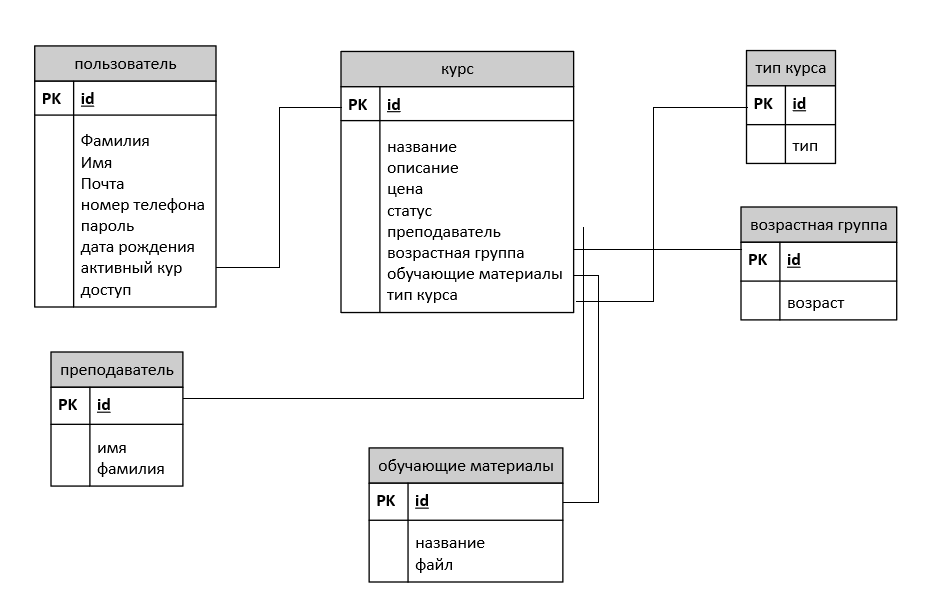 пользователь
PK id
Фамилия
Имя
Почта
номер телефона
пароль
дата рождения
активный кур
доступ
курс
PK id
название
описание
цена
статус
преподаватель
возрастная группа
обучающие материалы
тип курса
тип курса
PK id
тип
возрастная группа
PK id
возраст
преподаватель
PK id
имя
фамилия
обучающие материалы
PK id
название
файл